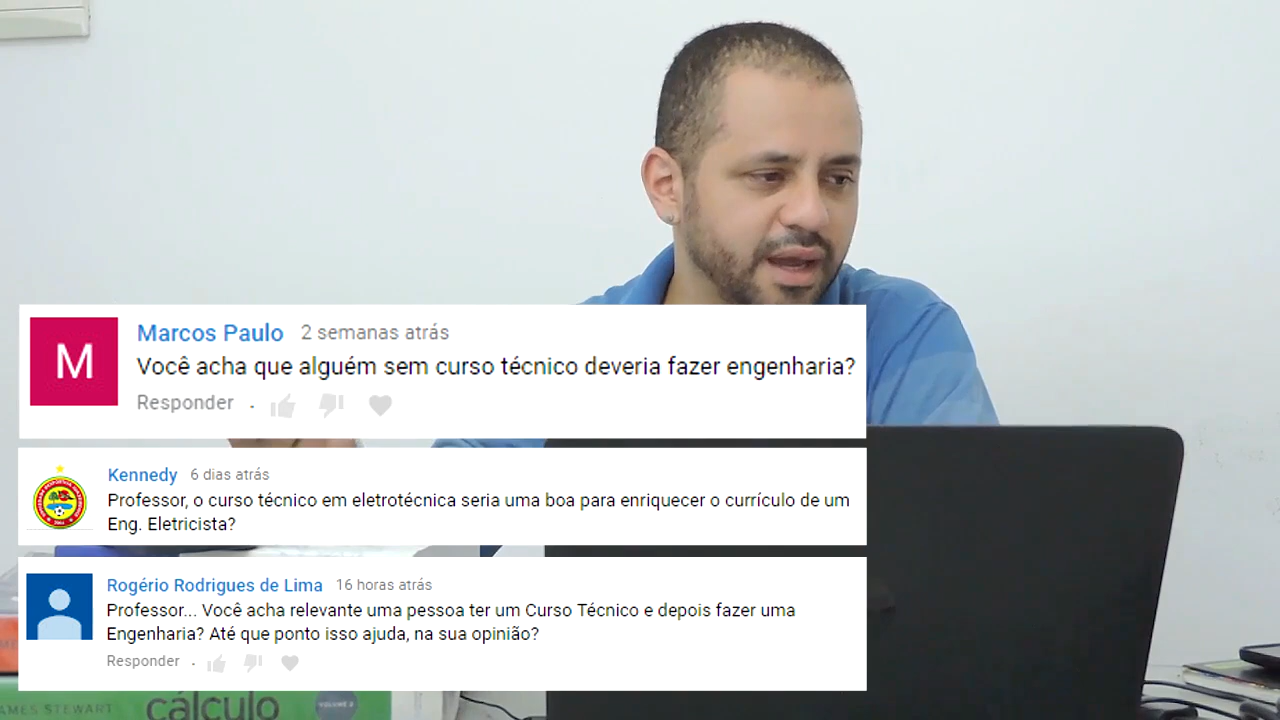 M
Marcos Paulo 2 semanas atrás
Você acha que alguém sem curso técnico deveria fazer engenharia?
Responder
Kennedy 6 dias atrás
Professor, o curso técnico em eletrotécnica seria uma boa para enriquecer o currículo de um
Eng. Eletricista?
Rogério Rodrigues de Lima 16 horas atrás
Professor... Você acha relevante uma pessoa ter um Curso Técnico e depois fazer uma
Engenharia? Até que ponto isso ajuda, na sua opinião?
Responder
JAMES STEWART cálculo VOLUME 2